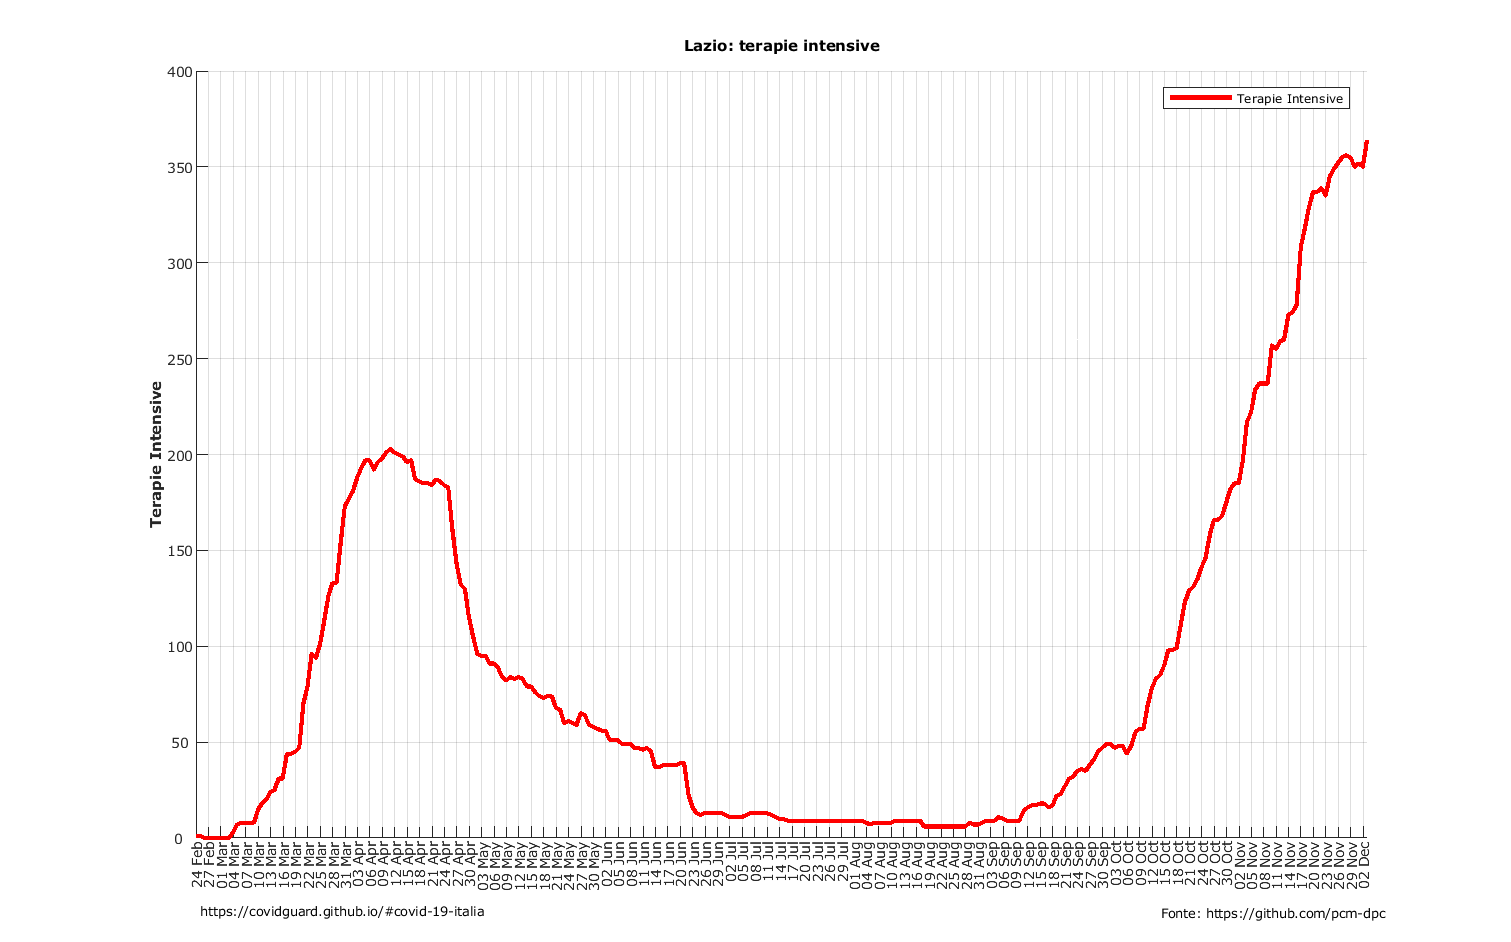 Lazio: terapie intensive
400
350
300
250
200
150
100
50
0
Terapie Intensive
Terapie Intensive
24 Feb
27 Feb
01 Mar
04 Mar
07 Mar
10 Mar
13 Mar
16 Mar
19 Mar
22 Mar
25 Mar
28 Mar
31 Mar
03 Apr
06 Apr
09 Apr
12 Apr
15 Apr
18 Apr
21 Apr
24 Apr
27 Apr
30 Apr
03 May
06 May
09 May
12 May
15 May
18 May
21 May
24 May
27 May
30 May
02 Jun
05 Jun
08 Jun
11 Jun
14 Jun
17 Jun
20 Jun
23 Jun
26 Jun
29 Jun
02 Jul
05 Jul
08 Jul
11 Jul
14 Jul
17 Jul
20 Jul
23 Jul
26 Jul
29 Jul
01 Aug
04 Aug
07 Aug
10 Aug
13 Aug
16 Aug
19 Aug
22 Aug
25 Aug
28 Aug
31 Aug
03 Sep
06 Sep
09 Sep
12 Sep
15 Sep
18 Sep
21 Sep
24 Sep
27 Sep
30 Sep
03 Oct
06 Oct
09 Oct
12 Oct
15 Oct
18 Oct
21 Oct
24 Oct
27 Oct
30 Oct
02 Nov
05 Nov
08 Nov
11 Nov
14 Nov
17 Nov
20 Nov
23 Nov
26 Nov
29 Nov
02 Dec
https://covidguard.github.io/#covid-19-italia
Fonte: https://github.com/pcm-dpc